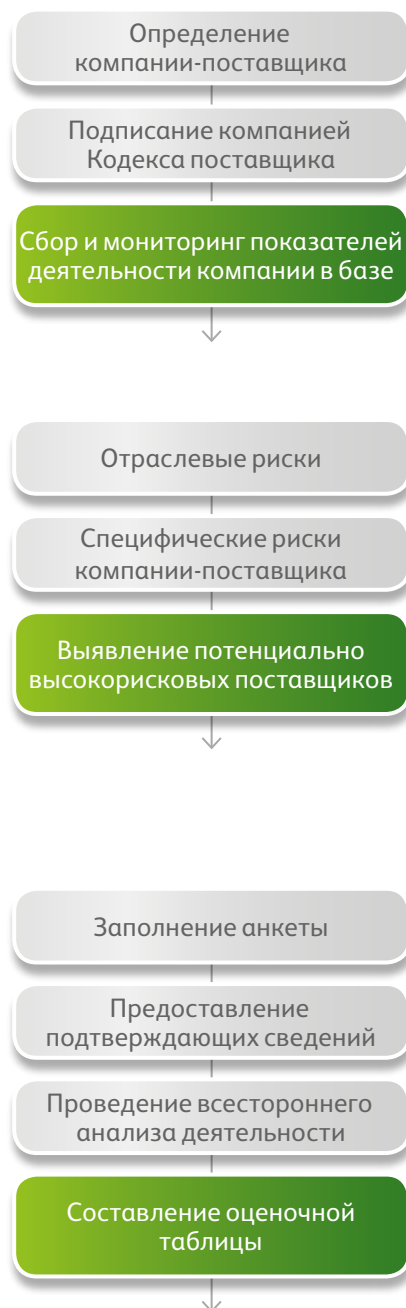 Определение
компании-поставщика
Подписание компанией
Кодекса поставщика
Сбор и мониторинг показателей
деятельности компании в базе
Отраслевые риски
Специфические риски
компании-поставщика
Выявление потенциально
высокорисковых поставщиков
Заполнение анкеты
Предоставление
подтверждающих сведений
Проведение всестороннего
анализа деятельности
Составление оценочной
таблицы